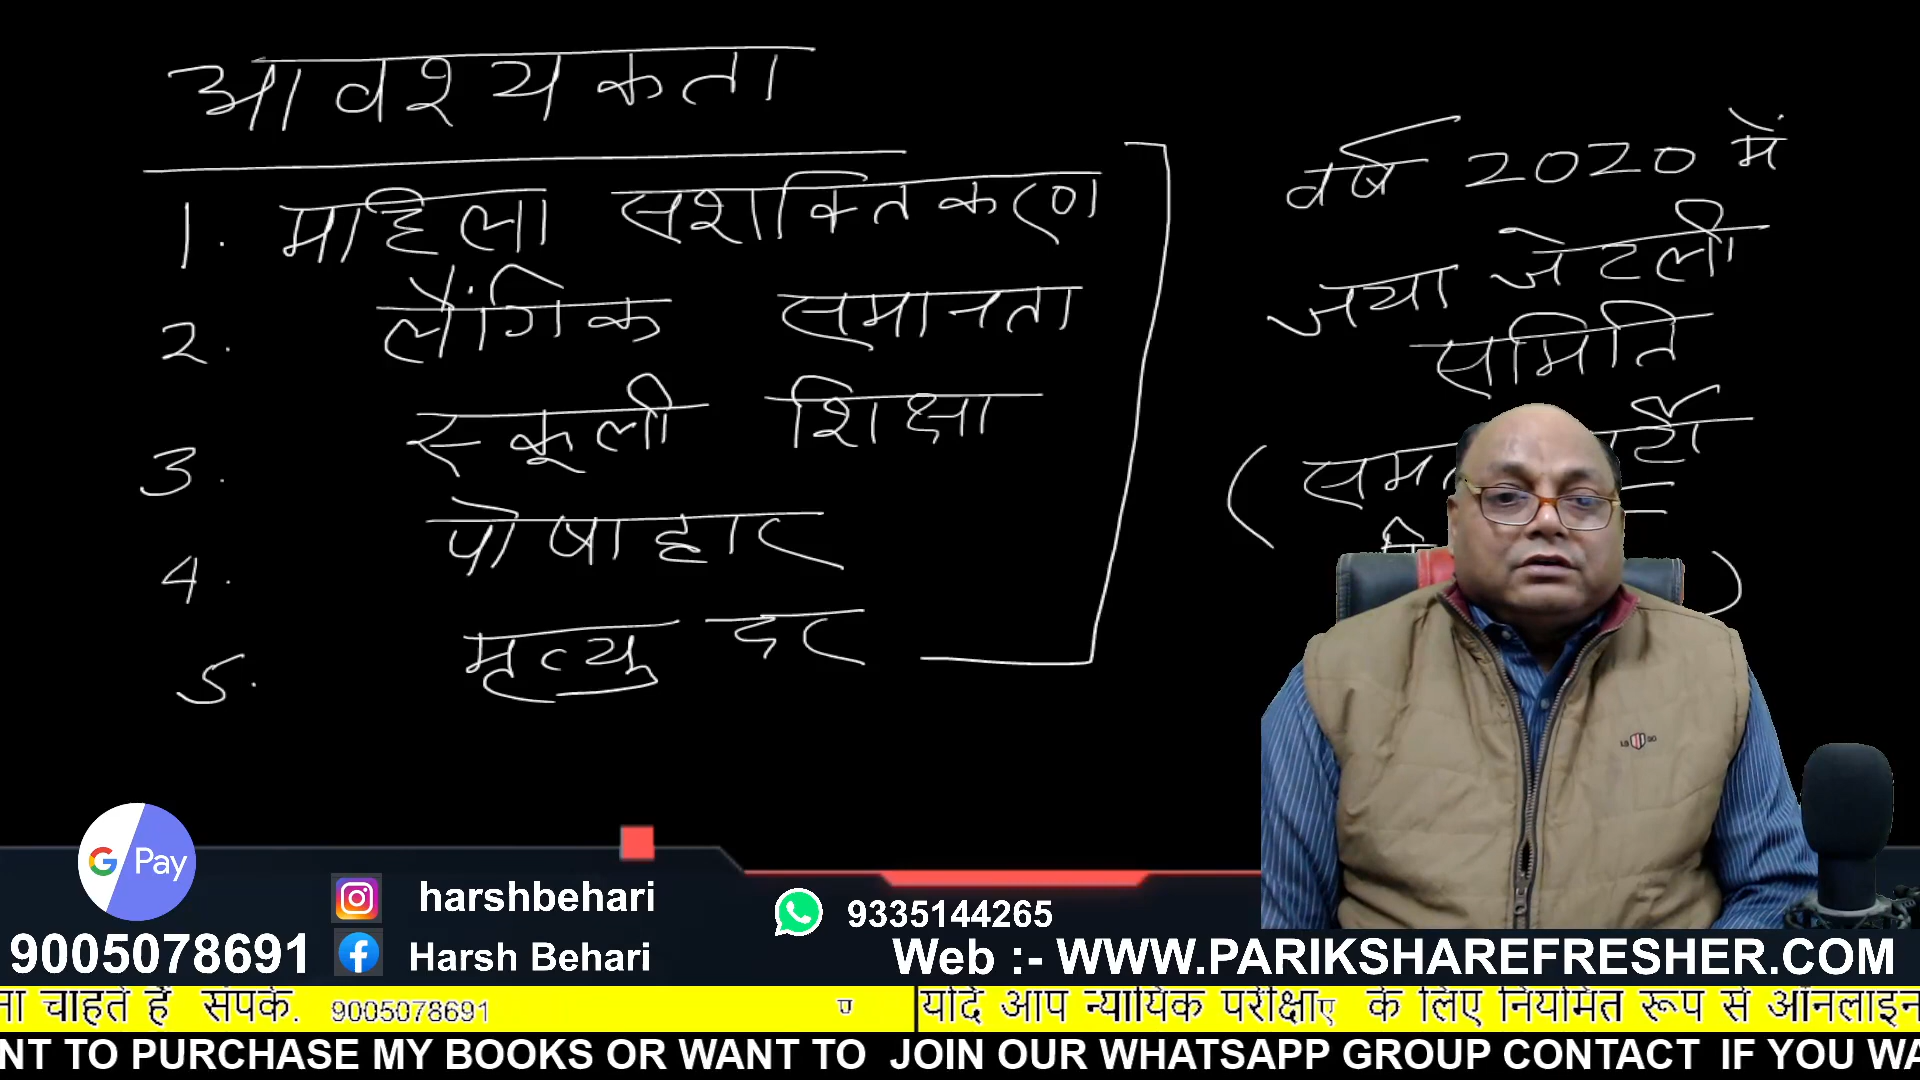 आवश्यकता
1. महिला सशक्तिकरण
2. लैंगिक समानता
3. स्कूली शिक्षा
4. पोषाहार
5. मृत्यु दर
वर्ष 2020 में
जया जेटली
समिति
G Pay
9005078691
harshbehari
Harsh Behari
9335144265
Web :- WWW.PARIKSHAREFRESHER.COM
ना चाहते हैं संपर्क. 9005078691
यदि आप न्यायिक परीक्षाए के लिए नियमित रूप से ऑनलाइन
NT TO PURCHASE MY BOOKS OR WANT TO JOIN OUR WHATSAPP GROUP CONTACT IF YOU WA